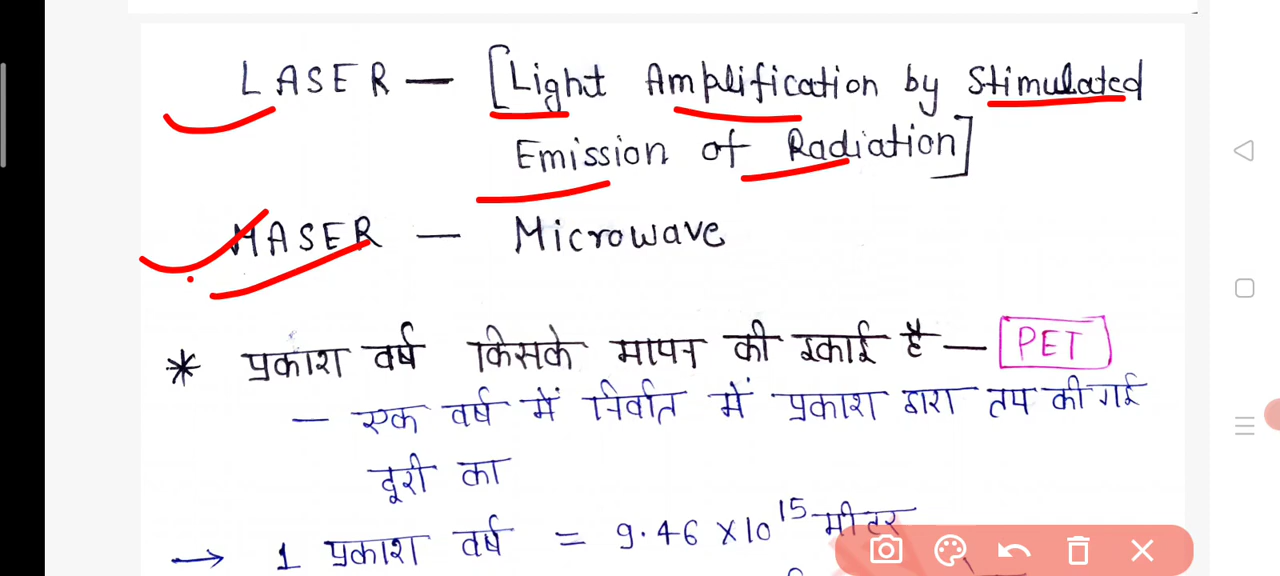 LASER — [Light Amplification by Stimulated
Emission of Radiation]
MASER — Microwave
* प्रकाश वर्ष किसके मापन की इकाई है — PET
— एक वर्ष में निर्वात में प्रकाश द्वारा तय की गई
दूरी का
→ 1 प्रकाश वर्ष = 9.46 × 10¹⁵ मीटर